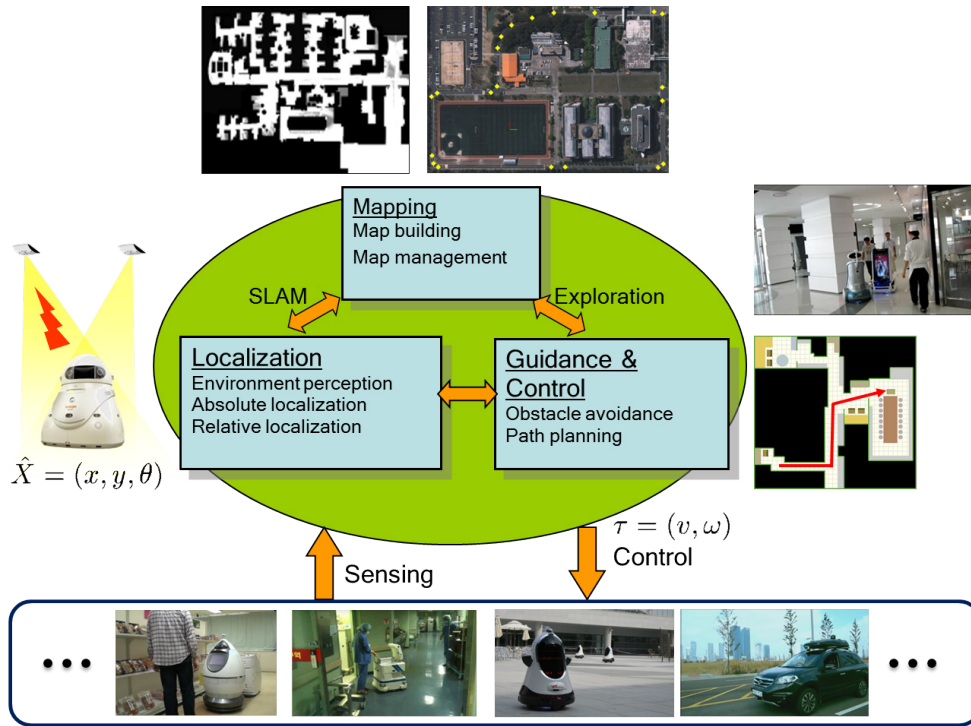 Mapping
Map building
Map management
SLAM
Exploration
Localization
Environment perception
Absolute localization
Relative localization
Guidance &
Control
Obstacle avoidance
Path planning
X̂ = (x, y, θ)
τ = (v, ω)
Control
Sensing